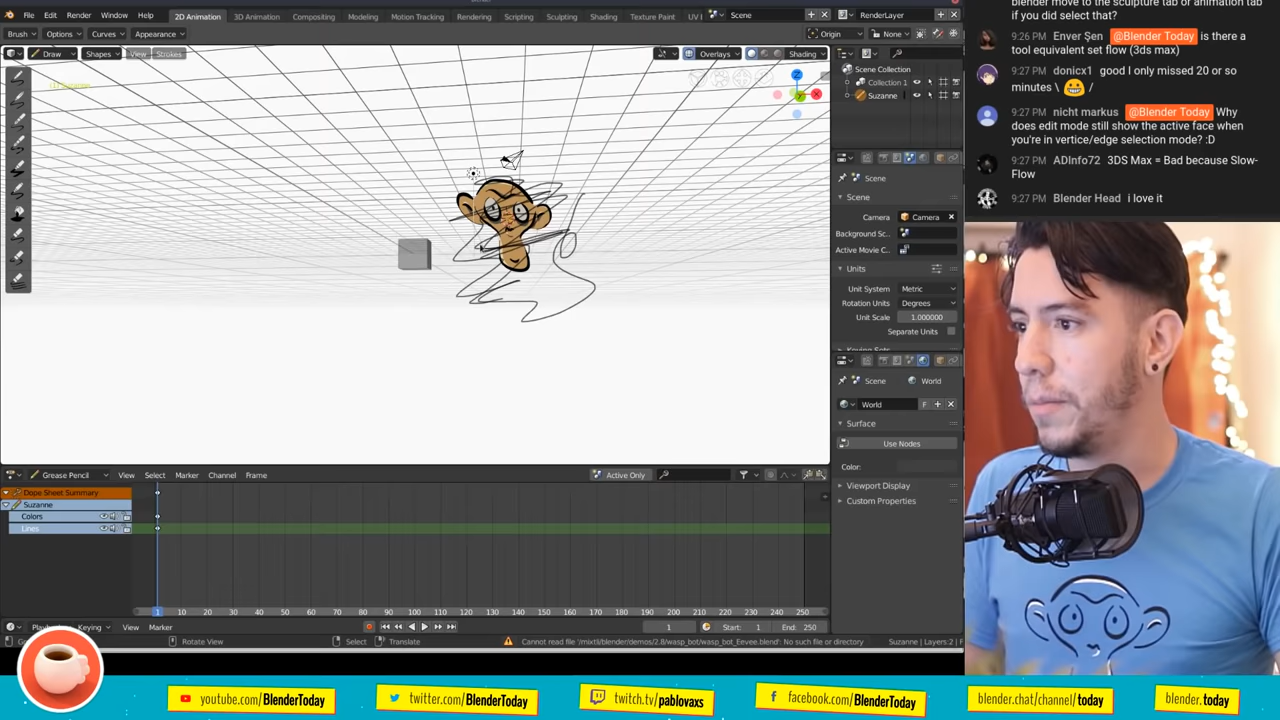 File Edit Render Window Help 2D Animation 3D Animation Compositing Masking Motion Tracking Rendering Scripting Sculpting Shading Texture Paint UV Scene RenderLayer
Brush Options Curves Appearance Origin None
Draw Shapes View Strokes Overlays Shading
Scene Collection
Collection 1
Suzanne
Scene
Scene
Camera Camera
Background Sc..
Active Movie C..
Units
Unit System Metric
Rotation Units Degrees
Unit Scale 1.000000
Separate Units
Scene World
World F
Surface
Use Nodes
Color:
Viewport Display
Custom Properties
Grease Pencil View Select Marker Channel Frame Active Only
Dope Sheet Summary
Suzanne
Colors
Lines
1 10 20 30 40 50 60 70 80 90 100 110 120 130 140 150 160 170 180 190 200 210 220 230 240 250
Keying View Marker 1 Start: 1 End: 250
Rotate View Select Translate Cannot read file '/mixtli/blender/demos/2.8/wasp_bot/wasp_bot_Eevee.blend': No such file or directory Suzanne | Layers:2 | F
blender move to the sculpture tab or animation tab
if you did select that?
9:26 PM Enver Şen @Blender Today is there a
tool equivalent set flow (3ds max)
9:27 PM donicx1 good I only missed 20 or so
minutes \ /
9:27 PM nicht markus @Blender Today Why
does edit mode still show the active face when
you're in vertice/edge selection mode? :D
9:27 PM ADInfo72 3DS Max = Bad because Slow-
Flow
9:27 PM Blender Head i love it
youtube.com/BlenderToday twitter.com/BlenderToday twitch.tv/pablovaxs facebook.com/BlenderToday blender.chat/channel/today blender.today